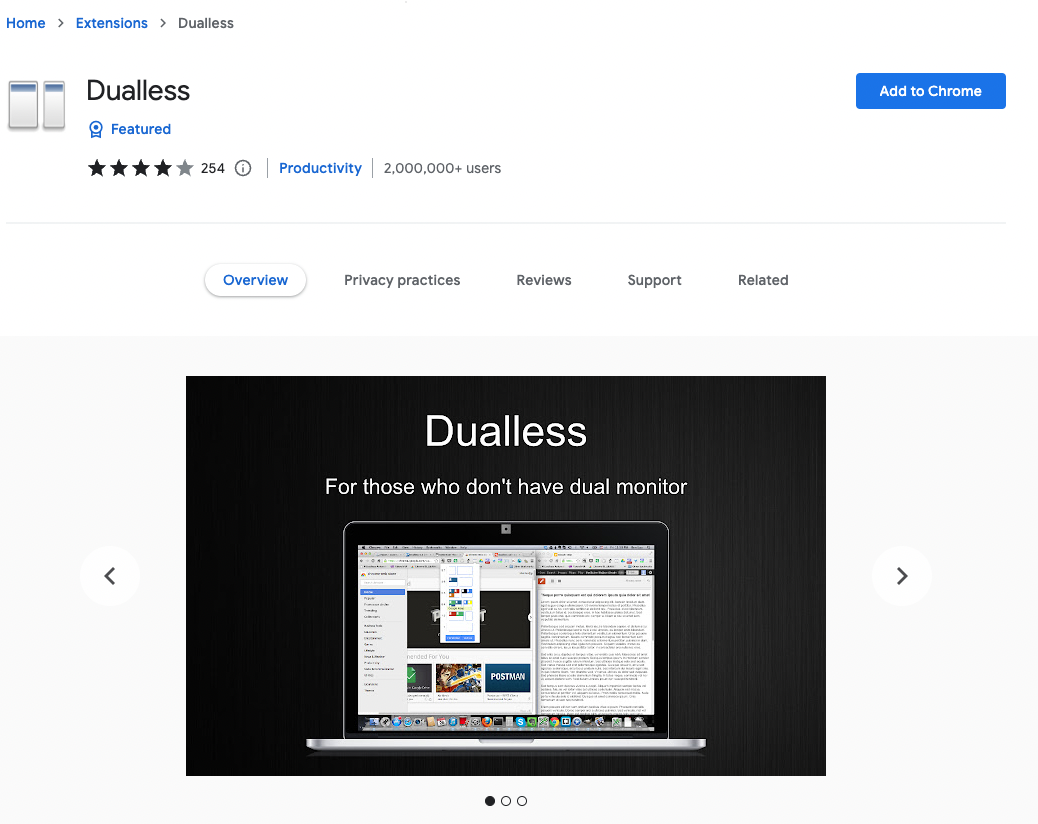 Home > Extensions > Dualless
Dualless
Add to Chrome
Featured
254 Productivity 2,000,000+ users
Overview Privacy practices Reviews Support Related
Dualless
For those who don't have dual monitor
POSTMAN